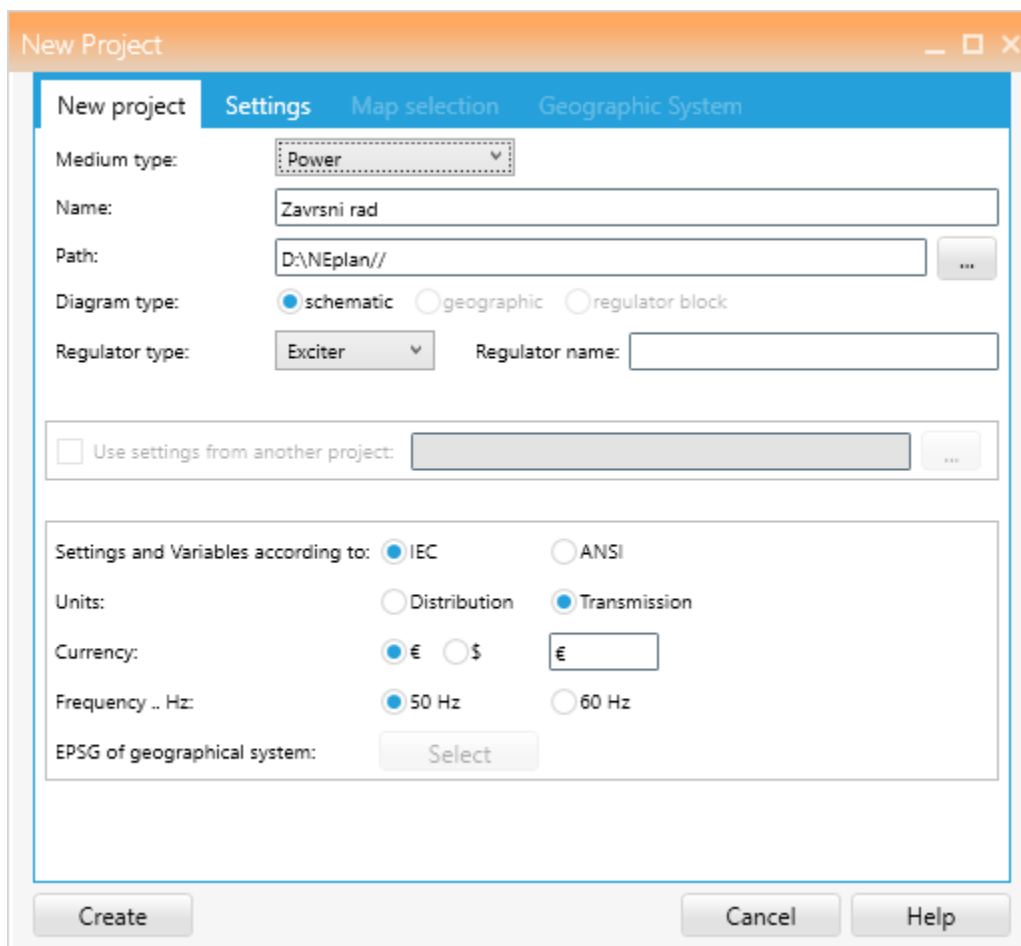 New Project
New project Settings Map selection Geographic System
Medium type: Power
Name: Zavrsni rad
Path: D:\NEplan// ...
Diagram type: schematic geographic regulator block
Regulator type: Exciter Regulator name:
Use settings from another project: ...
Settings and Variables according to: IEC ANSI
Units: Distribution Transmission
Currency: € $ €
Frequency .. Hz: 50 Hz 60 Hz
EPSG of geographical system: Select
Create Cancel Help